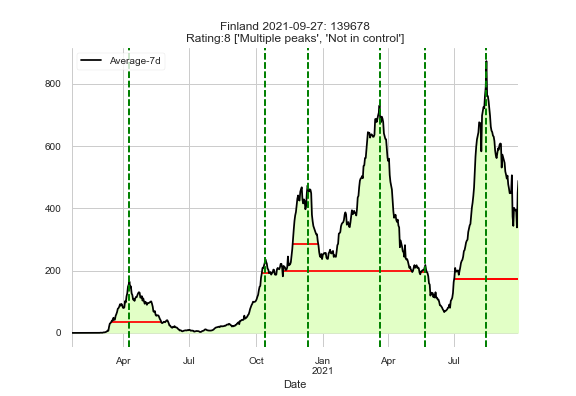 Finland 2021-09-27: 139678
Rating:8 ['Multiple peaks', 'Not in control']
Average-7d
800
600
400
200
0
Apr
Jul
Oct
Jan
2021
Apr
Jul
Date